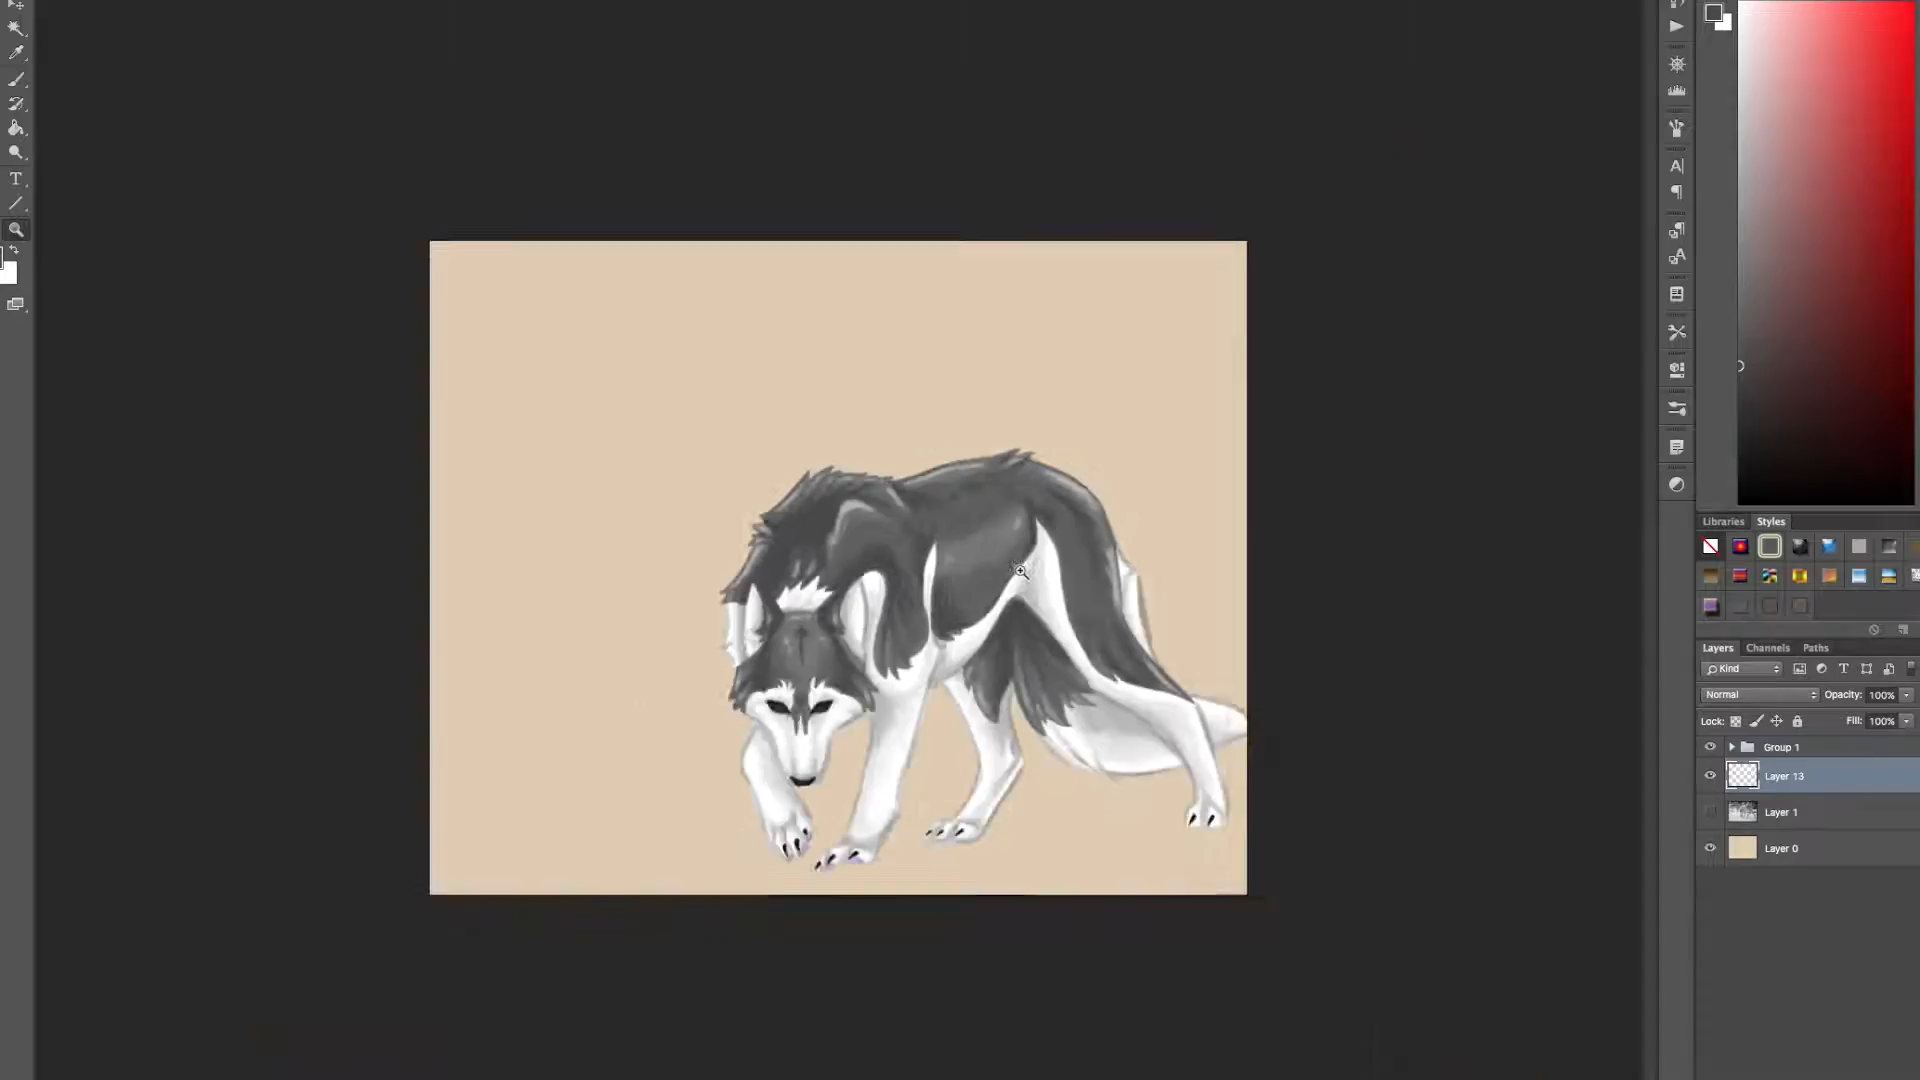 Libraries Styles
Layers Channels Paths
Kind
Normal Opacity: 100%
Lock: Fill: 100%
Group 1
Layer 13
Layer 1
Layer 0